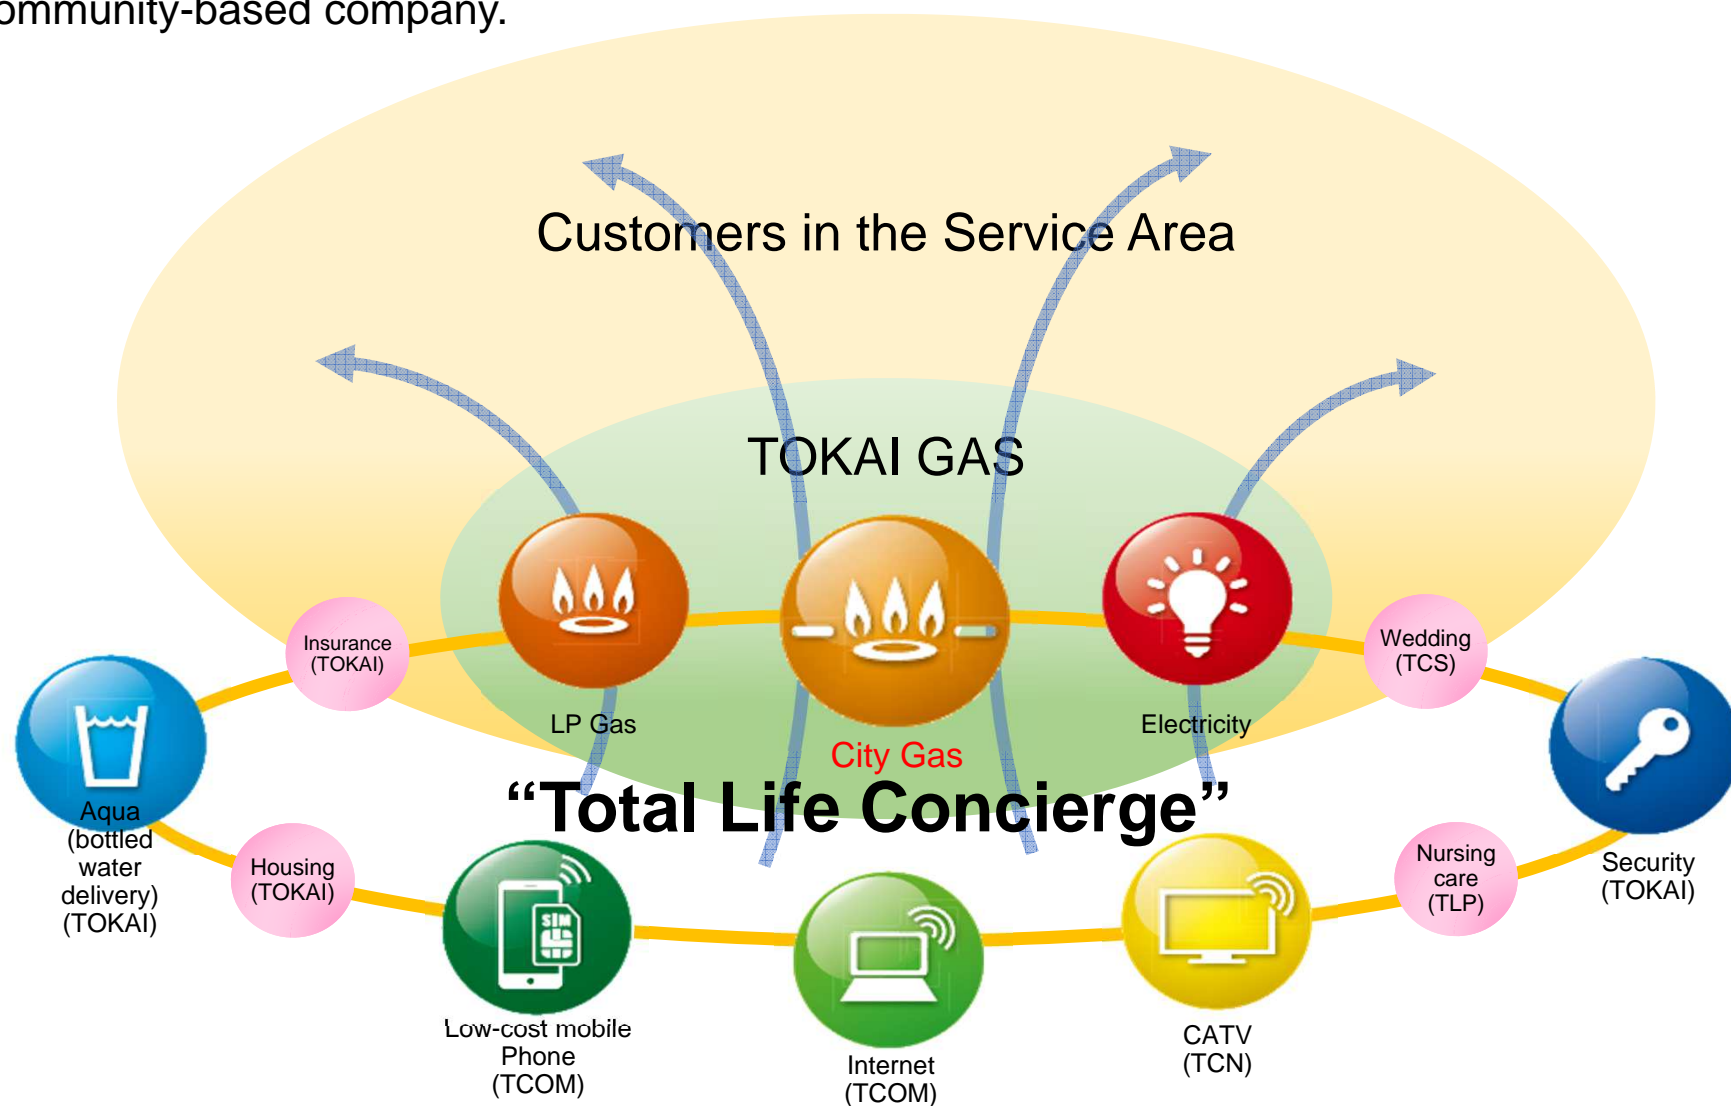 ommunity-based company.
Customers in the Service Area
TOKAI GAS
Insurance
(TOKAI)
Wedding
(TCS)
LP Gas
City Gas
Electricity
“Total Life Concierge”
Aqua
(bottled
water
delivery)
(TOKAI)
Housing
(TOKAI)
SIM
Low-cost mobile
Phone
(TCOM)
Internet
(TCOM)
CATV
(TCN)
Nursing
care
(TLP)
Security
(TOKAI)